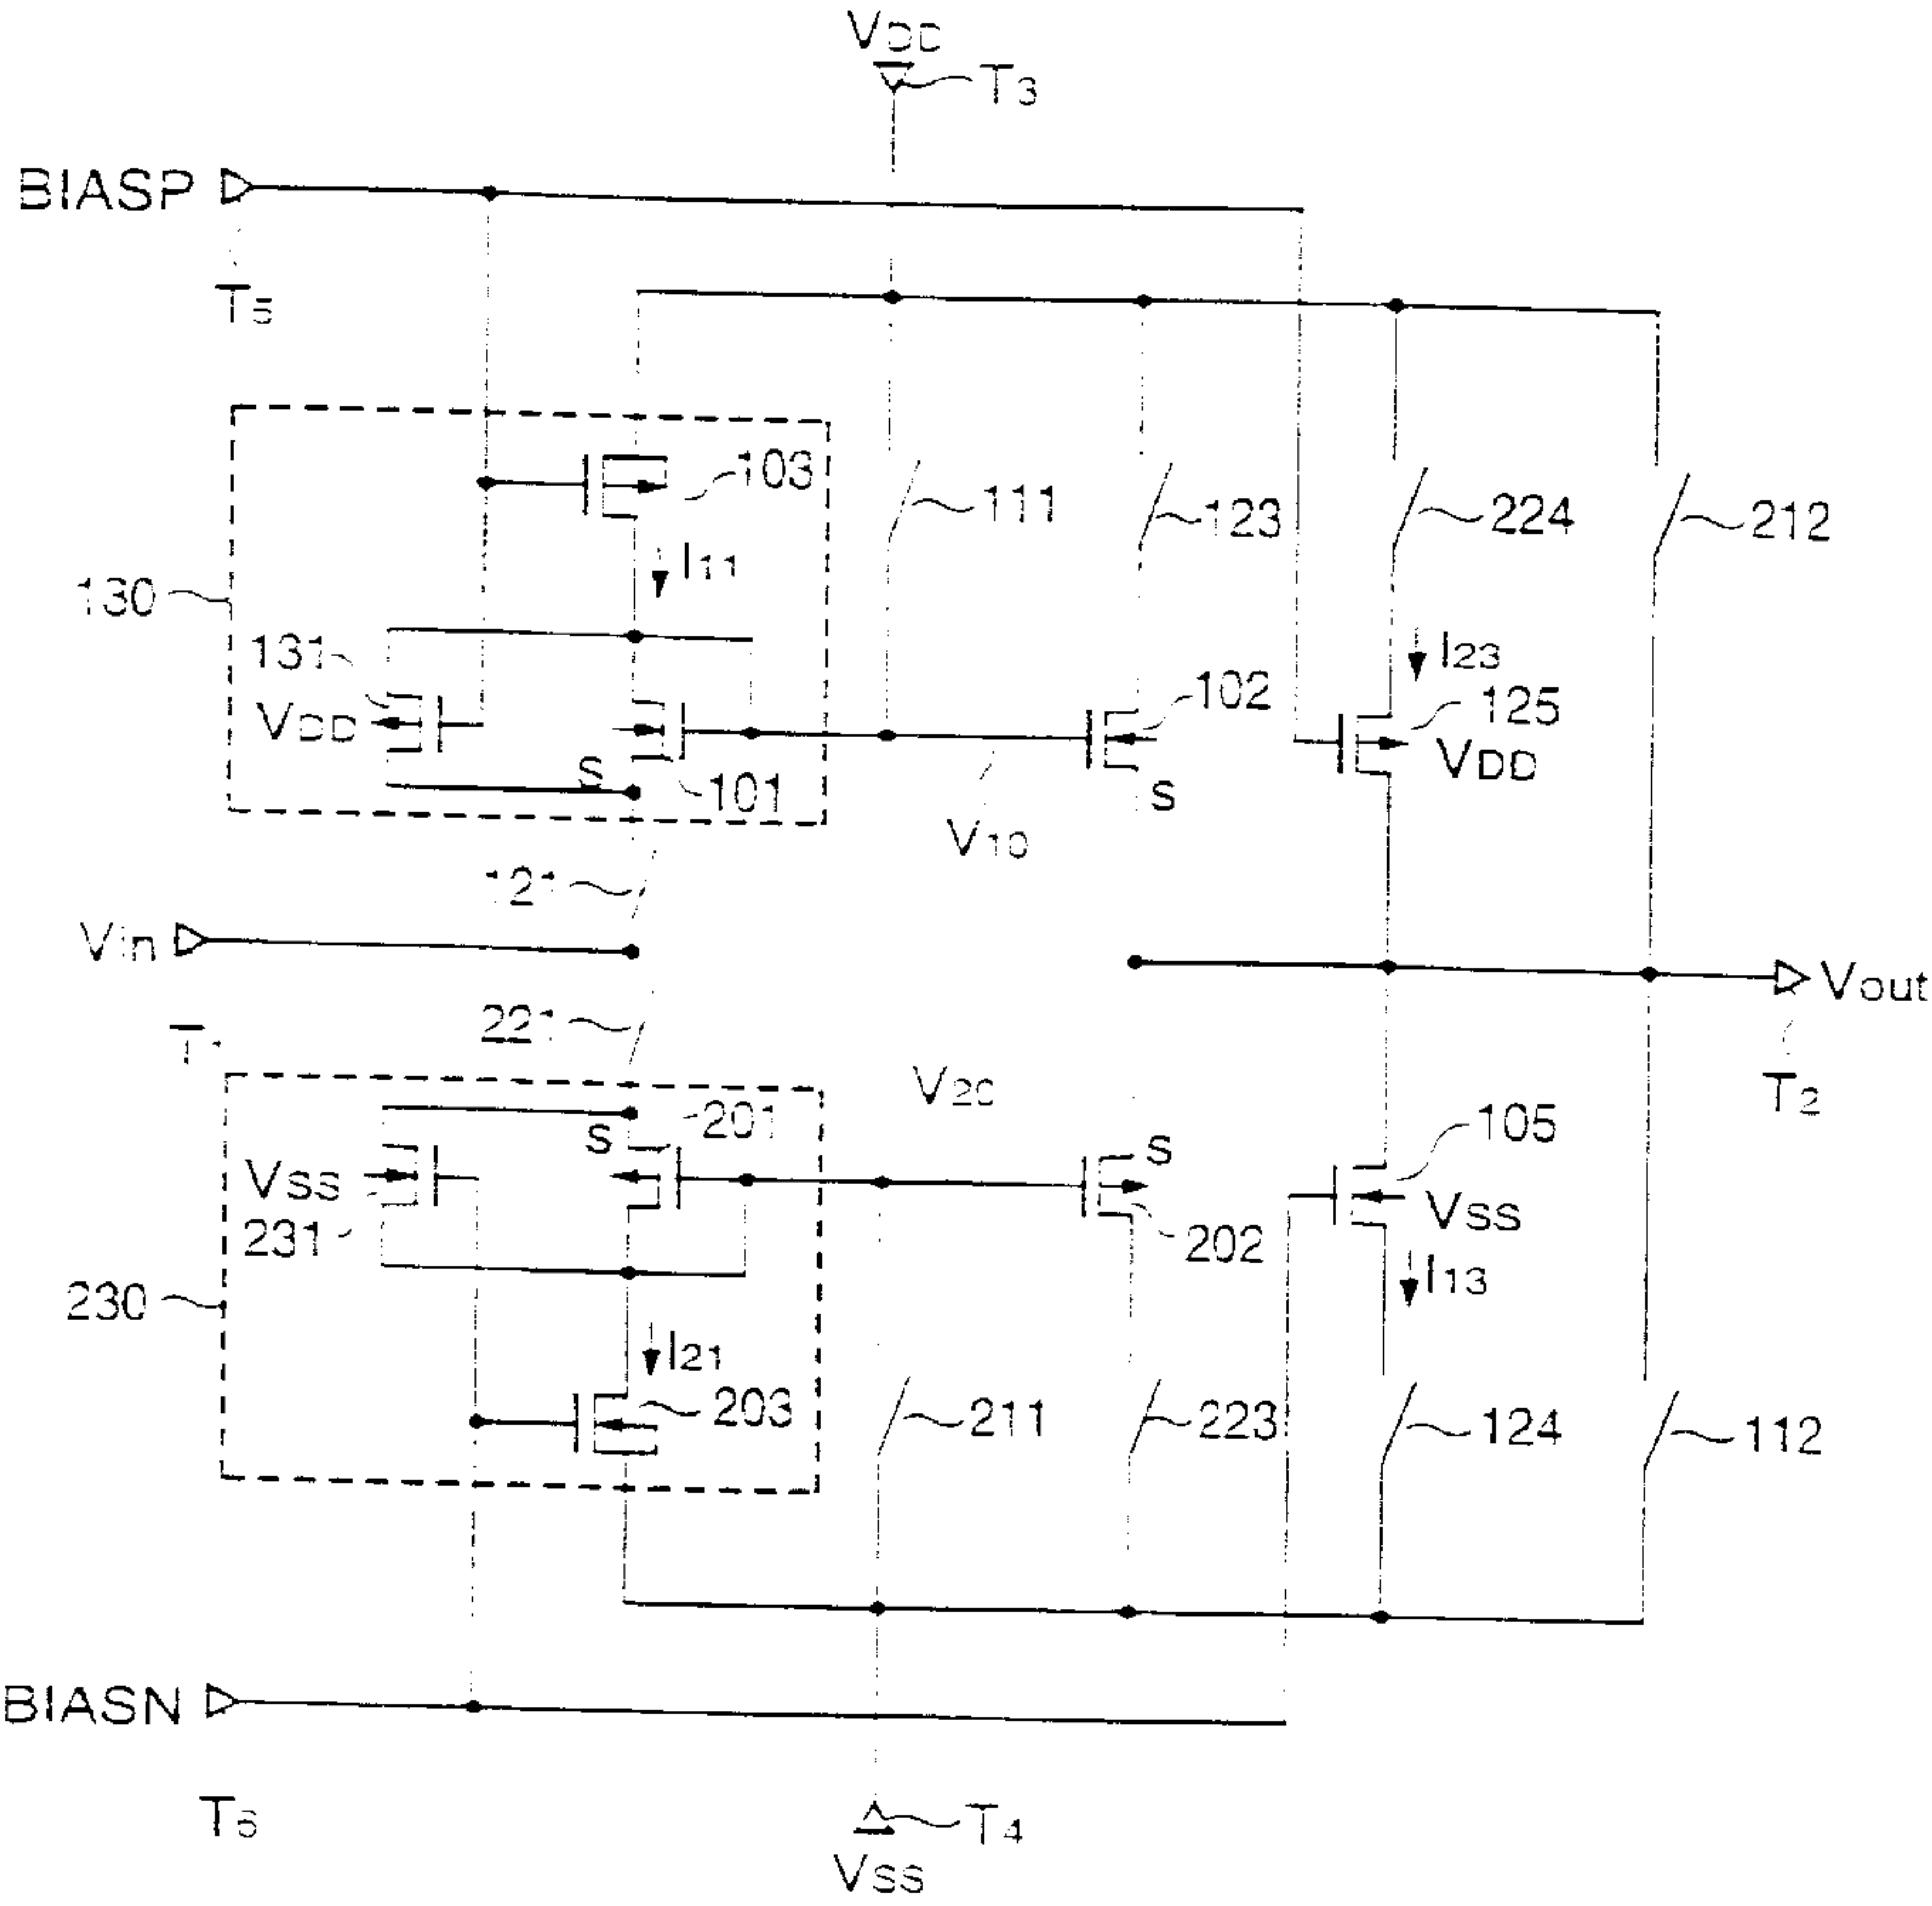 VDD
T3
BIASP
T5
103
111
123
224
212
I11
130
131
I23
102
125
VDD
VDD
S
101
S
V10
121
Vin
Vout
221
T1
V20
T2
201
S
105
S
VSS
VSS
231
202
I13
230
I21
203
211
223
124
112
BIASN
T6
T4
VSS